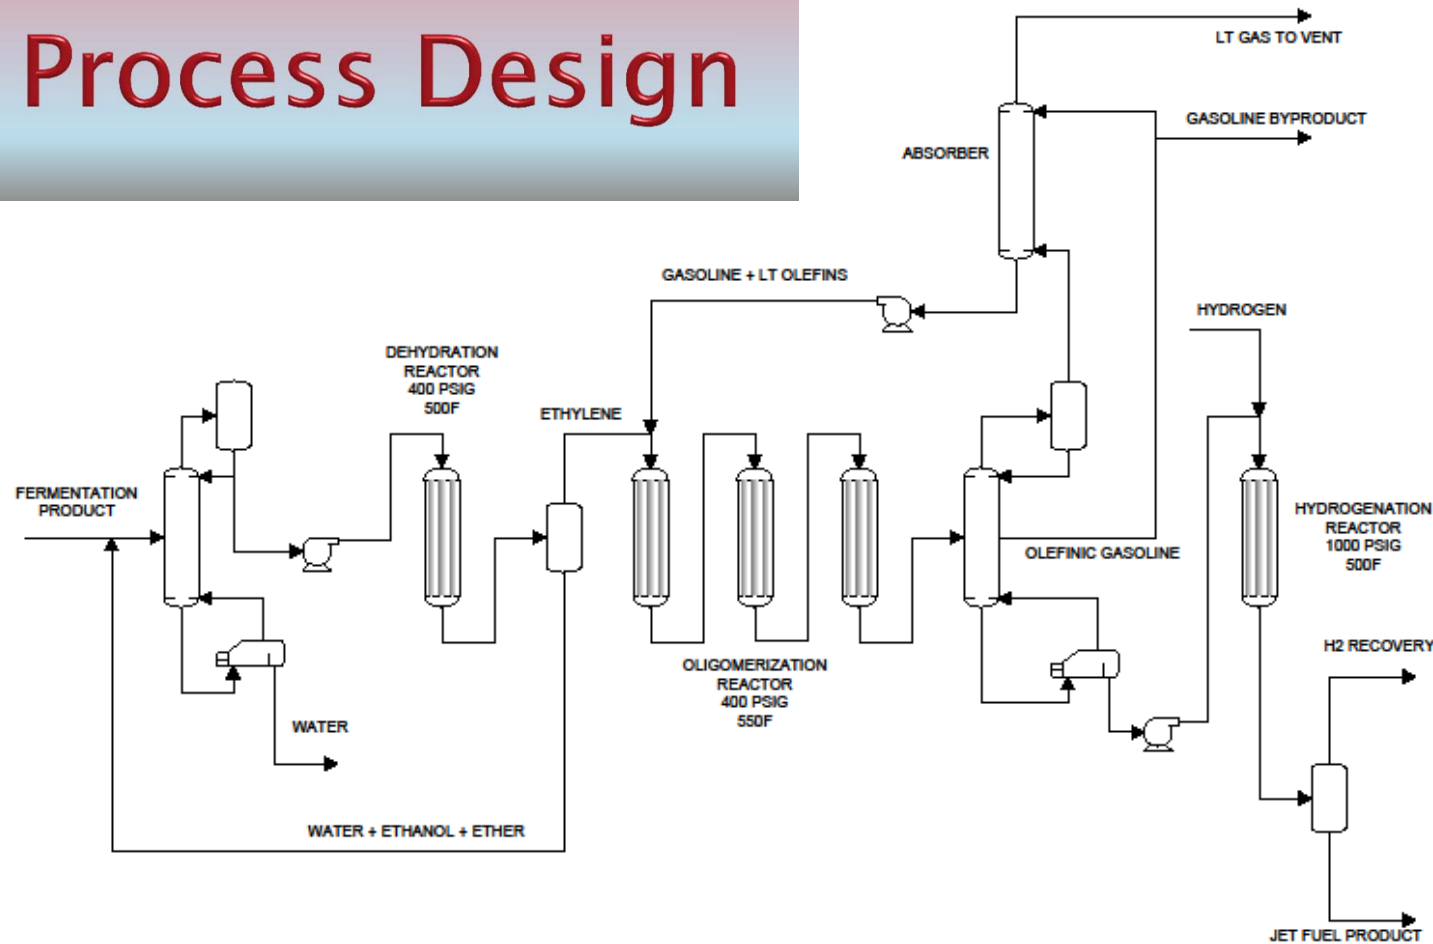 Process Design
LT GAS TO VENT
GASOLINE BYPRODUCT
ABSORBER
GASOLINE + LT OLEFINS
HYDROGEN
DEHYDRATION
REACTOR
400 PSIG
500F
ETHYLENE
FERMENTATION
PRODUCT
HYDROGENATION
REACTOR
1000 PSIG
500F
OLEFINIC GASOLINE
OLIGOMERIZATION
REACTOR
400 PSIG
550F
H2 RECOVERY
WATER
WATER + ETHANOL + ETHER
JET FUEL PRODUCT